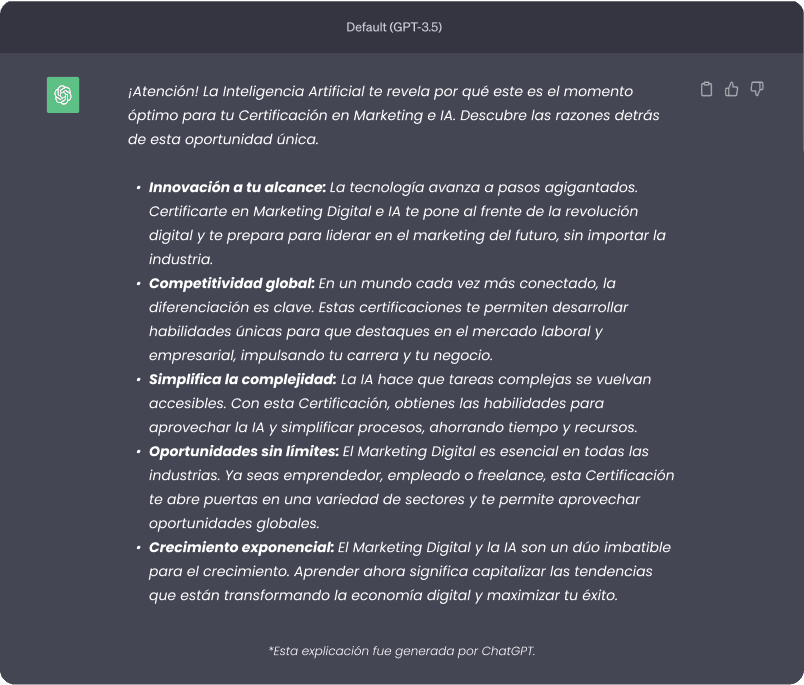 Default (GPT-3.5)
¡Atención! La Inteligencia Artificial te revela por qué este es el momento
óptimo para tu Certificación en Marketing e IA. Descubre las razones detrás
de esta oportunidad única.
• Innovación a tu alcance: La tecnología avanza a pasos agigantados.
Certificarte en Marketing Digital e IA te pone al frente de la revolución
digital y te prepara para liderar en el marketing del futuro, sin importar la
industria.
• Competitividad global: En un mundo cada vez más conectado, la
diferenciación es clave. Estas certificaciones te permiten desarrollar
habilidades únicas para que destaques en el mercado laboral y
empresarial, impulsando tu carrera y tu negocio.
• Simplifica la complejidad: La IA hace que tareas complejas se vuelvan
accesibles. Con esta Certificación, obtienes las habilidades para
aprovechar la IA y simplificar procesos, ahorrando tiempo y recursos.
• Oportunidades sin límites: El Marketing Digital es esencial en todas las
industrias. Ya seas emprendedor, empleado o freelance, esta Certificación
te abre puertas en una variedad de sectores y te permite aprovechar
oportunidades globales.
• Crecimiento exponencial: El Marketing Digital y la IA son un dúo imbatible
para el crecimiento. Aprender ahora significa capitalizar las tendencias
que están transformando la economía digital y maximizar tu éxito.
*Esta explicación fue generada por ChatGPT.